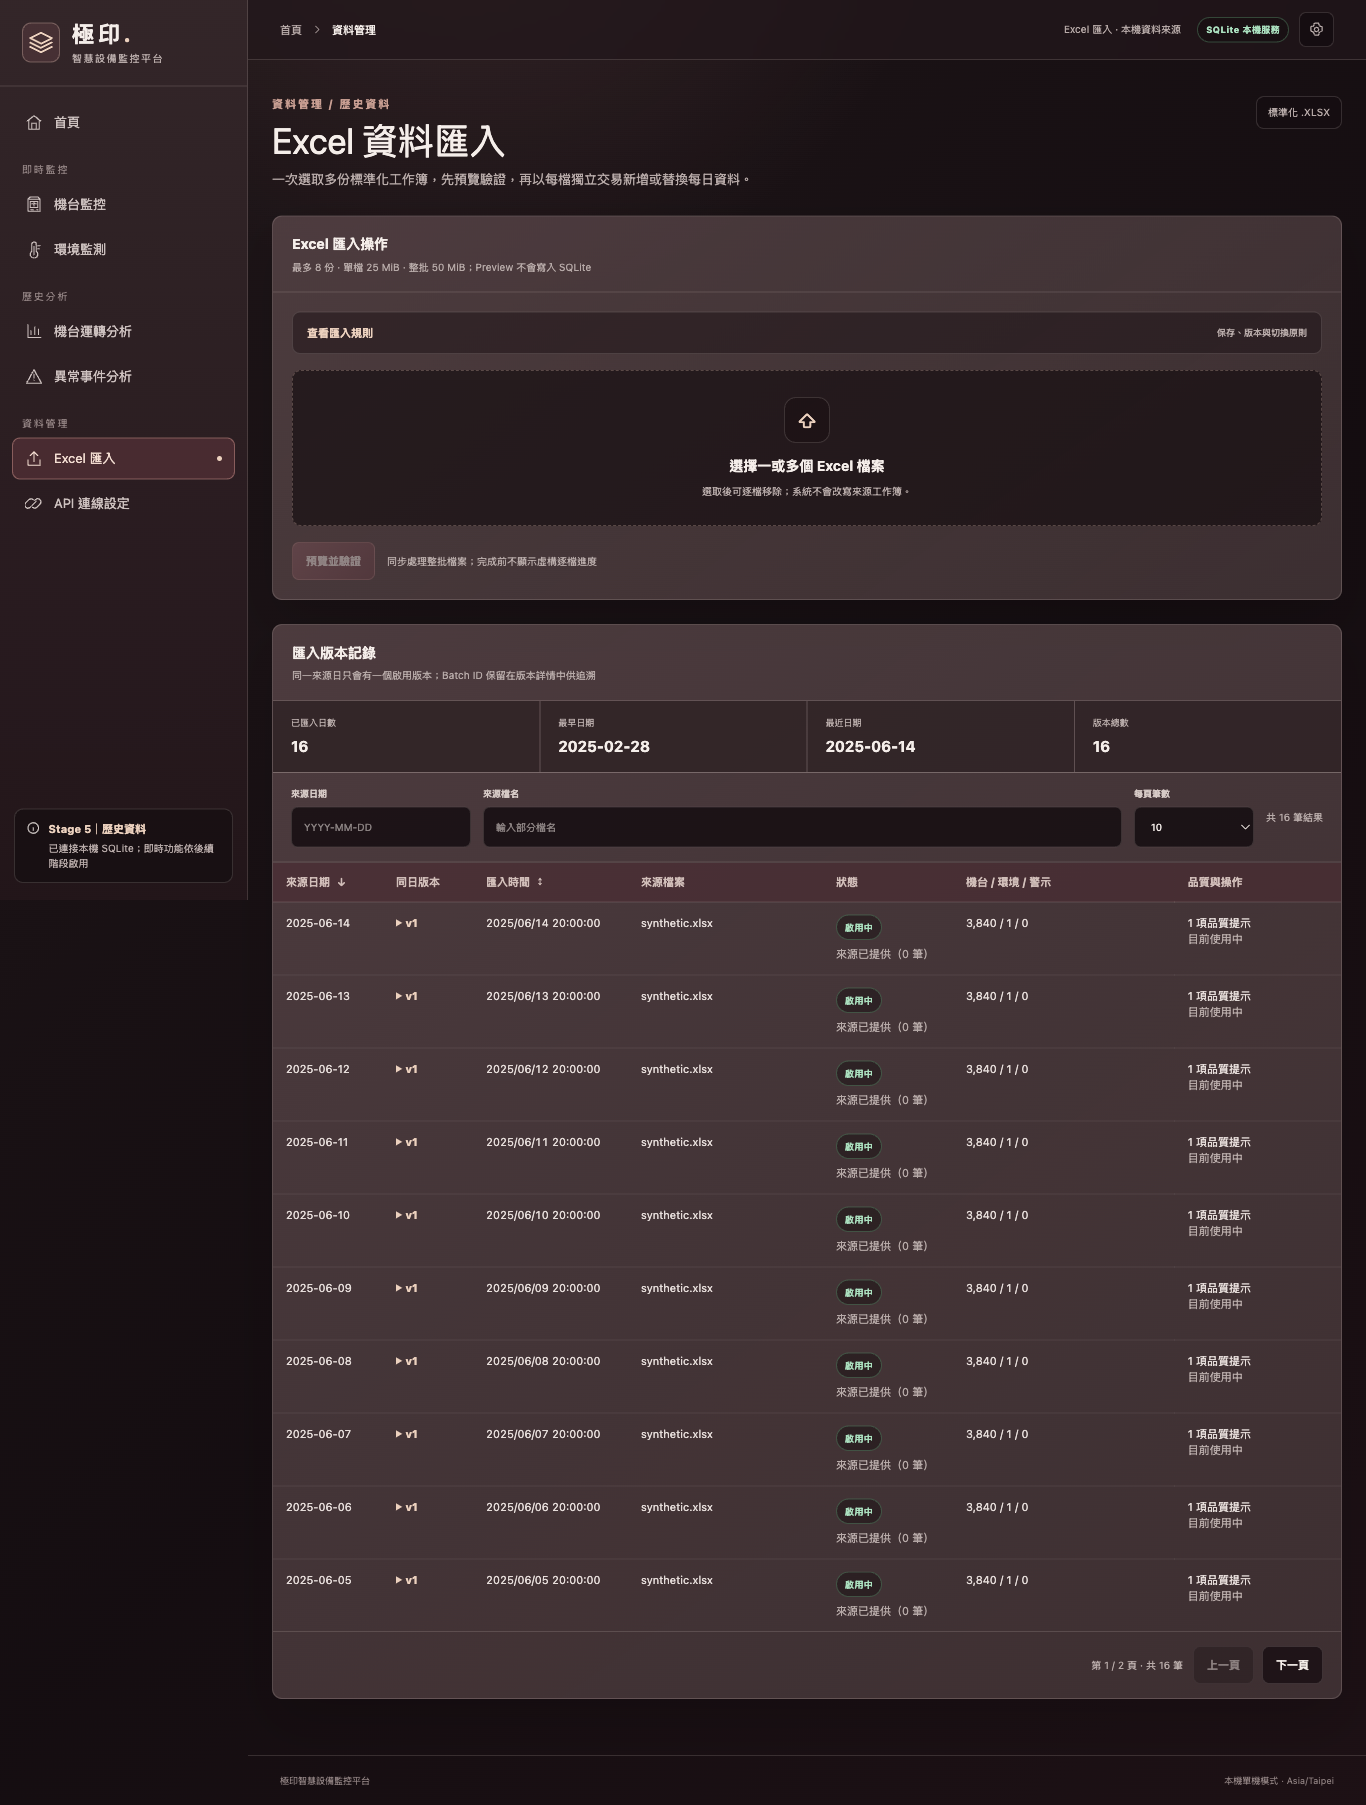 極印.
智慧設備監控平台
首頁
即時監控
機台監控
環境監測
歷史分析
機台運轉分析
異常事件分析
資料管理
Excel 匯入
API 連線設定
Stage 5｜歷史資料
已連接本機 SQLite；即時功能依後續
階段啟用
首頁 > 資料管理
Excel 匯入 · 本機資料來源
SQLite 本機服務
資料管理 / 歷史資料
Excel 資料匯入
一次選取多份標準化工作簿，先預覽驗證，再以每檔獨立交易新增或替換每日資料。
標準化 .XLSX
Excel 匯入操作
最多 8 份 · 單檔 25 MiB · 整批 50 MiB；Preview 不會寫入 SQLite
查看匯入規則 保存、版本與切換原則
選擇一或多個 Excel 檔案
選取後可逐檔移除；系統不會改寫來源工作簿。
預覽並驗證 同步處理整批檔案；完成前不顯示虛構逐檔進度
匯入版本記錄
同一來源日只會有一個啟用版本；Batch ID 保留在版本詳情中供追溯
已匯入日數 最早日期 最近日期 版本總數
16 2025-02-28 2025-06-14 16
來源日期 來源檔名 每頁筆數
YYYY-MM-DD 輸入部分檔名 10 共 16 筆結果
來源日期 ↓ 同日版本 匯入時間 ↕ 來源檔案 狀態 機台 / 環境 / 警示 品質與操作
2025-06-14 ▶ v1 2025/06/14 20:00:00 synthetic.xlsx 啟用中 3,840 / 1 / 0 1 項品質提示
來源已提供（0 筆） 目前使用中
2025-06-13 ▶ v1 2025/06/13 20:00:00 synthetic.xlsx 啟用中 3,840 / 1 / 0 1 項品質提示
來源已提供（0 筆） 目前使用中
2025-06-12 ▶ v1 2025/06/12 20:00:00 synthetic.xlsx 啟用中 3,840 / 1 / 0 1 項品質提示
來源已提供（0 筆） 目前使用中
2025-06-11 ▶ v1 2025/06/11 20:00:00 synthetic.xlsx 啟用中 3,840 / 1 / 0 1 項品質提示
來源已提供（0 筆） 目前使用中
2025-06-10 ▶ v1 2025/06/10 20:00:00 synthetic.xlsx 啟用中 3,840 / 1 / 0 1 項品質提示
來源已提供（0 筆） 目前使用中
2025-06-09 ▶ v1 2025/06/09 20:00:00 synthetic.xlsx 啟用中 3,840 / 1 / 0 1 項品質提示
來源已提供（0 筆） 目前使用中
2025-06-08 ▶ v1 2025/06/08 20:00:00 synthetic.xlsx 啟用中 3,840 / 1 / 0 1 項品質提示
來源已提供（0 筆） 目前使用中
2025-06-07 ▶ v1 2025/06/07 20:00:00 synthetic.xlsx 啟用中 3,840 / 1 / 0 1 項品質提示
來源已提供（0 筆） 目前使用中
2025-06-06 ▶ v1 2025/06/06 20:00:00 synthetic.xlsx 啟用中 3,840 / 1 / 0 1 項品質提示
來源已提供（0 筆） 目前使用中
2025-06-05 ▶ v1 2025/06/05 20:00:00 synthetic.xlsx 啟用中 3,840 / 1 / 0 1 項品質提示
來源已提供（0 筆） 目前使用中
第 1 / 2 頁 · 共 16 筆 上一頁 下一頁
極印智慧設備監控平台 本機單機模式 · Asia/Taipei